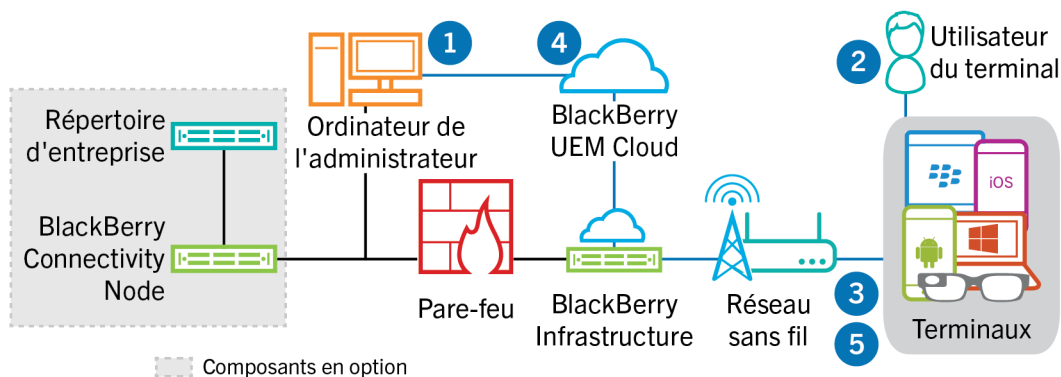 Répertoire
d'entreprise
BlackBerry
Connectivity
Node
1
Ordinateur de
l'administrateur
Pare-feu
4
BlackBerry
UEM Cloud
BlackBerry
Infrastructure
Réseau
sans fil
2
Utilisateur
du terminal
iOS
3
5
Terminaux
Composants en option